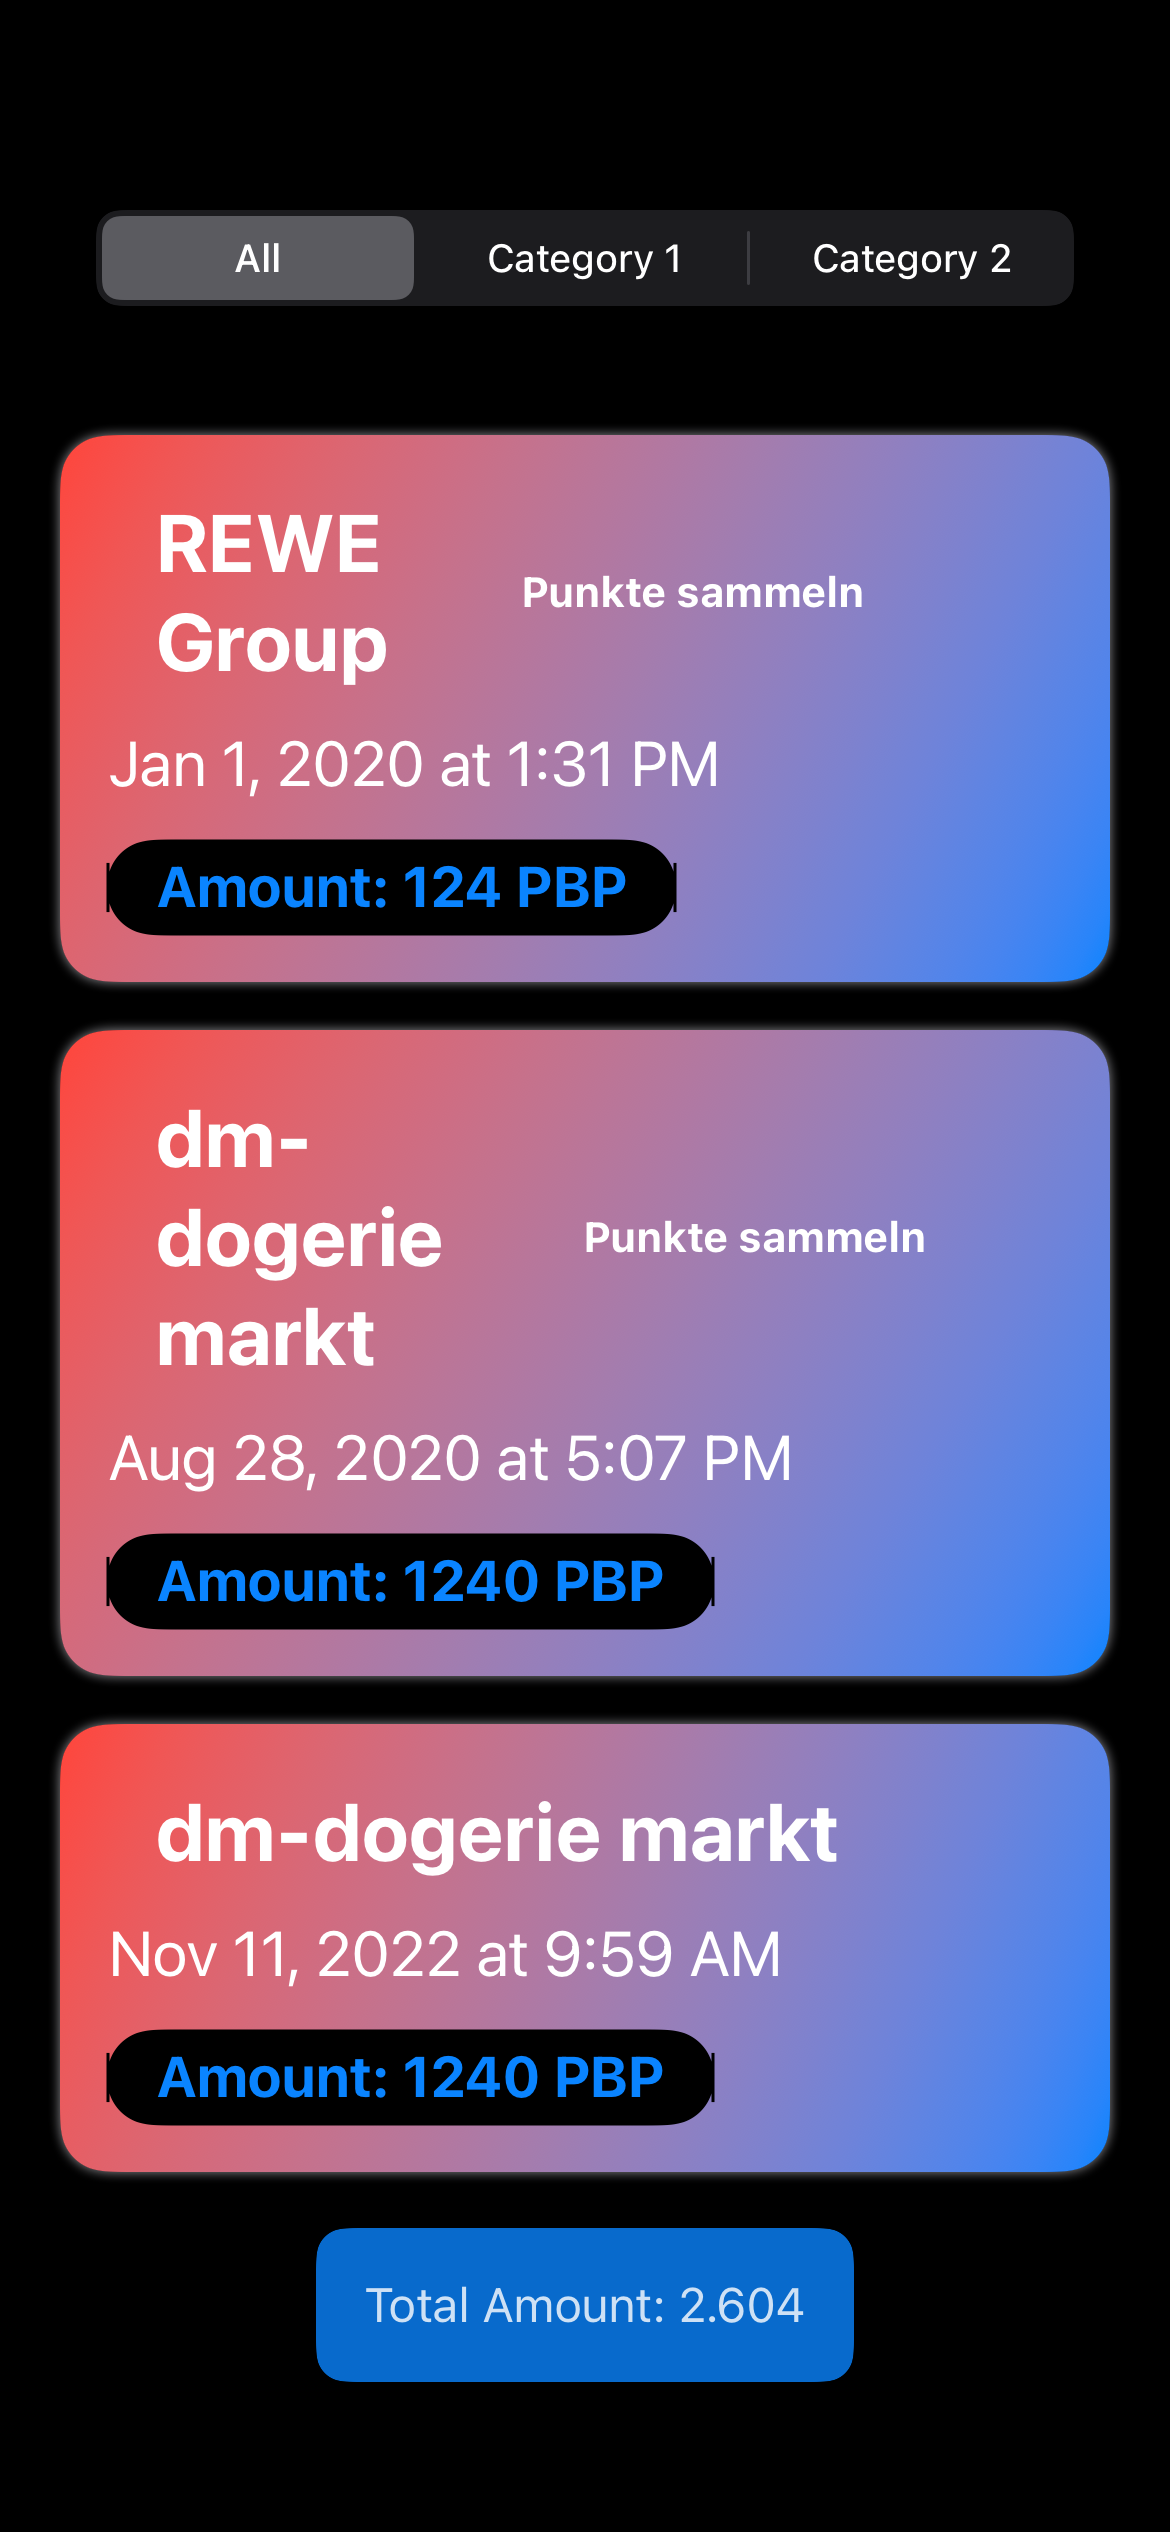 All
Category 1
Category 2
REWE
Group
Punkte sammeln
Jan 1, 2020 at 1:31 PM
Amount: 124 PBP
dm-
dogerie
markt
Punkte sammeln
Aug 28, 2020 at 5:07 PM
Amount: 1240 PBP
dm-dogerie markt
Nov 11, 2022 at 9:59 AM
Amount: 1240 PBP
Total Amount: 2.604